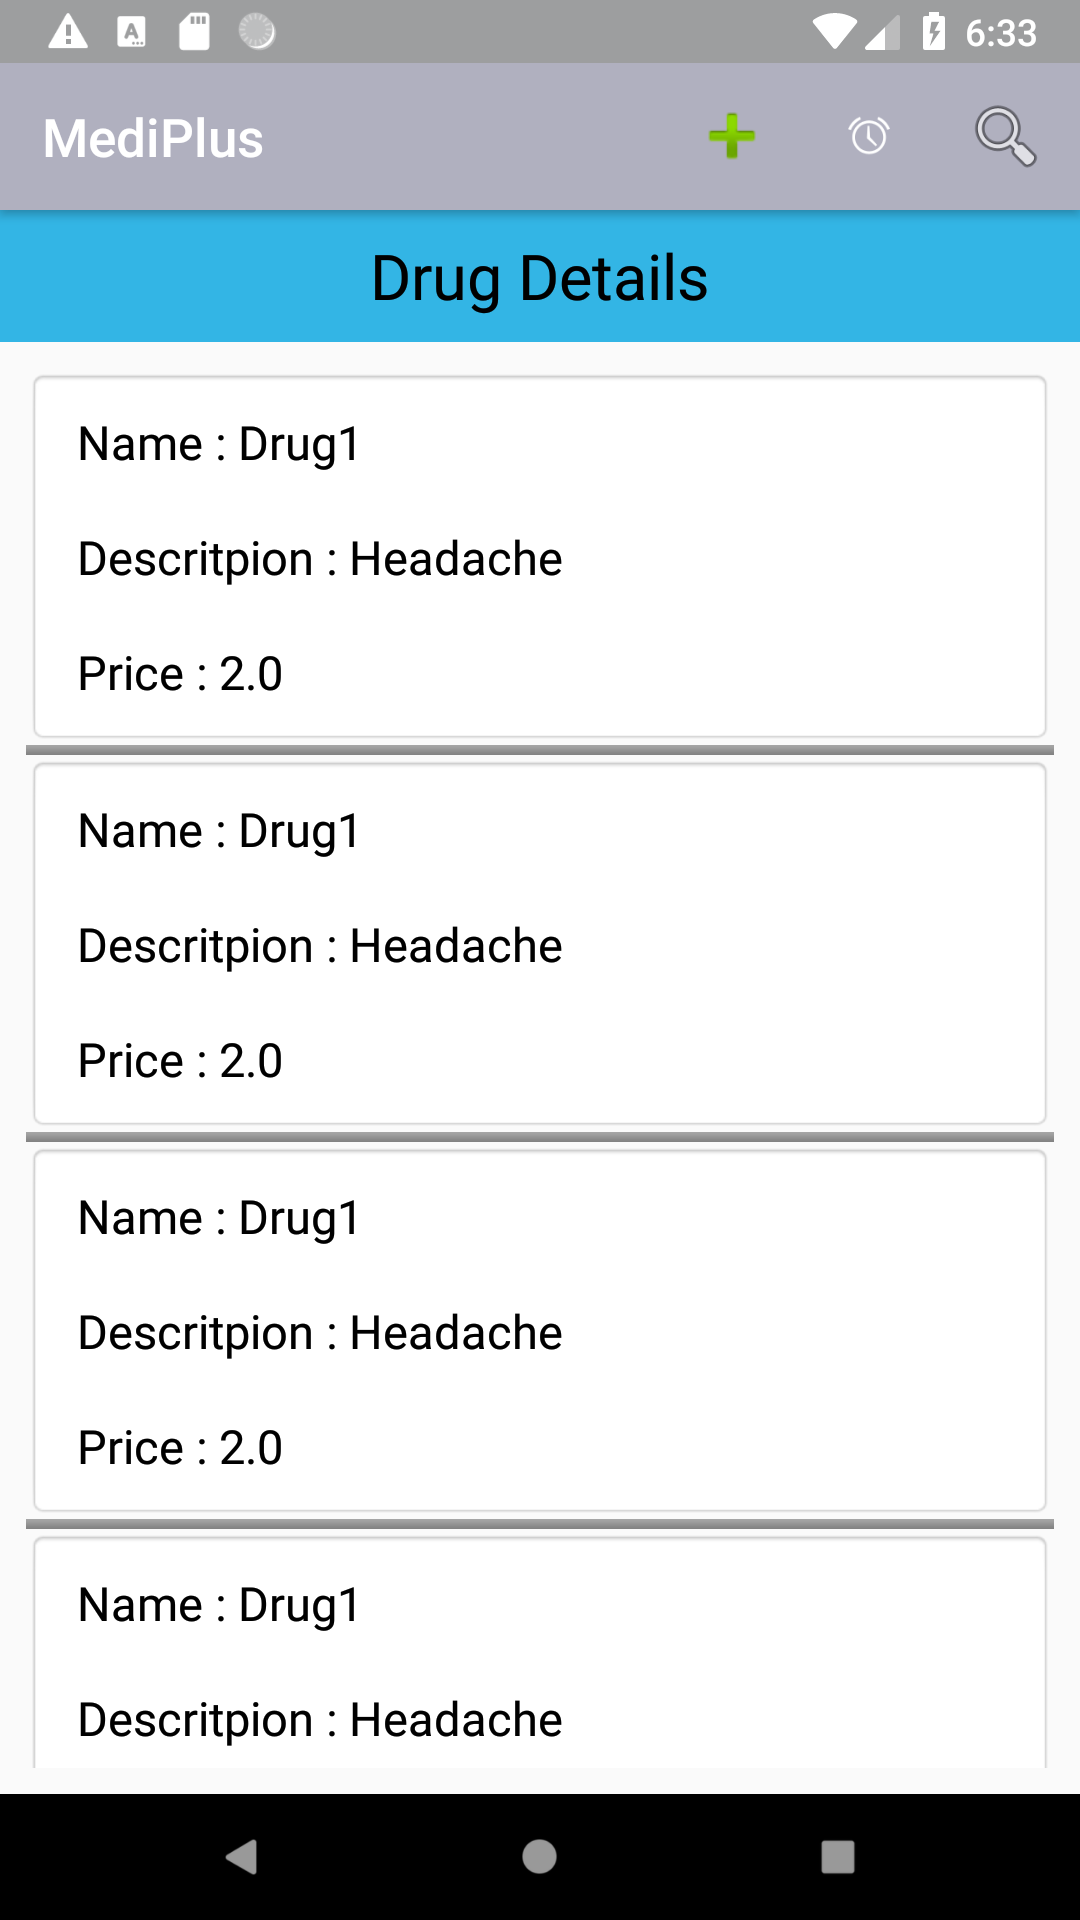 6:33
MediPlus
Drug Details
Name : Drug1
Descritpion : Headache
Price : 2.0
Name : Drug1
Descritpion : Headache
Price : 2.0
Name : Drug1
Descritpion : Headache
Price : 2.0
Name : Drug1
Descritpion : Headache